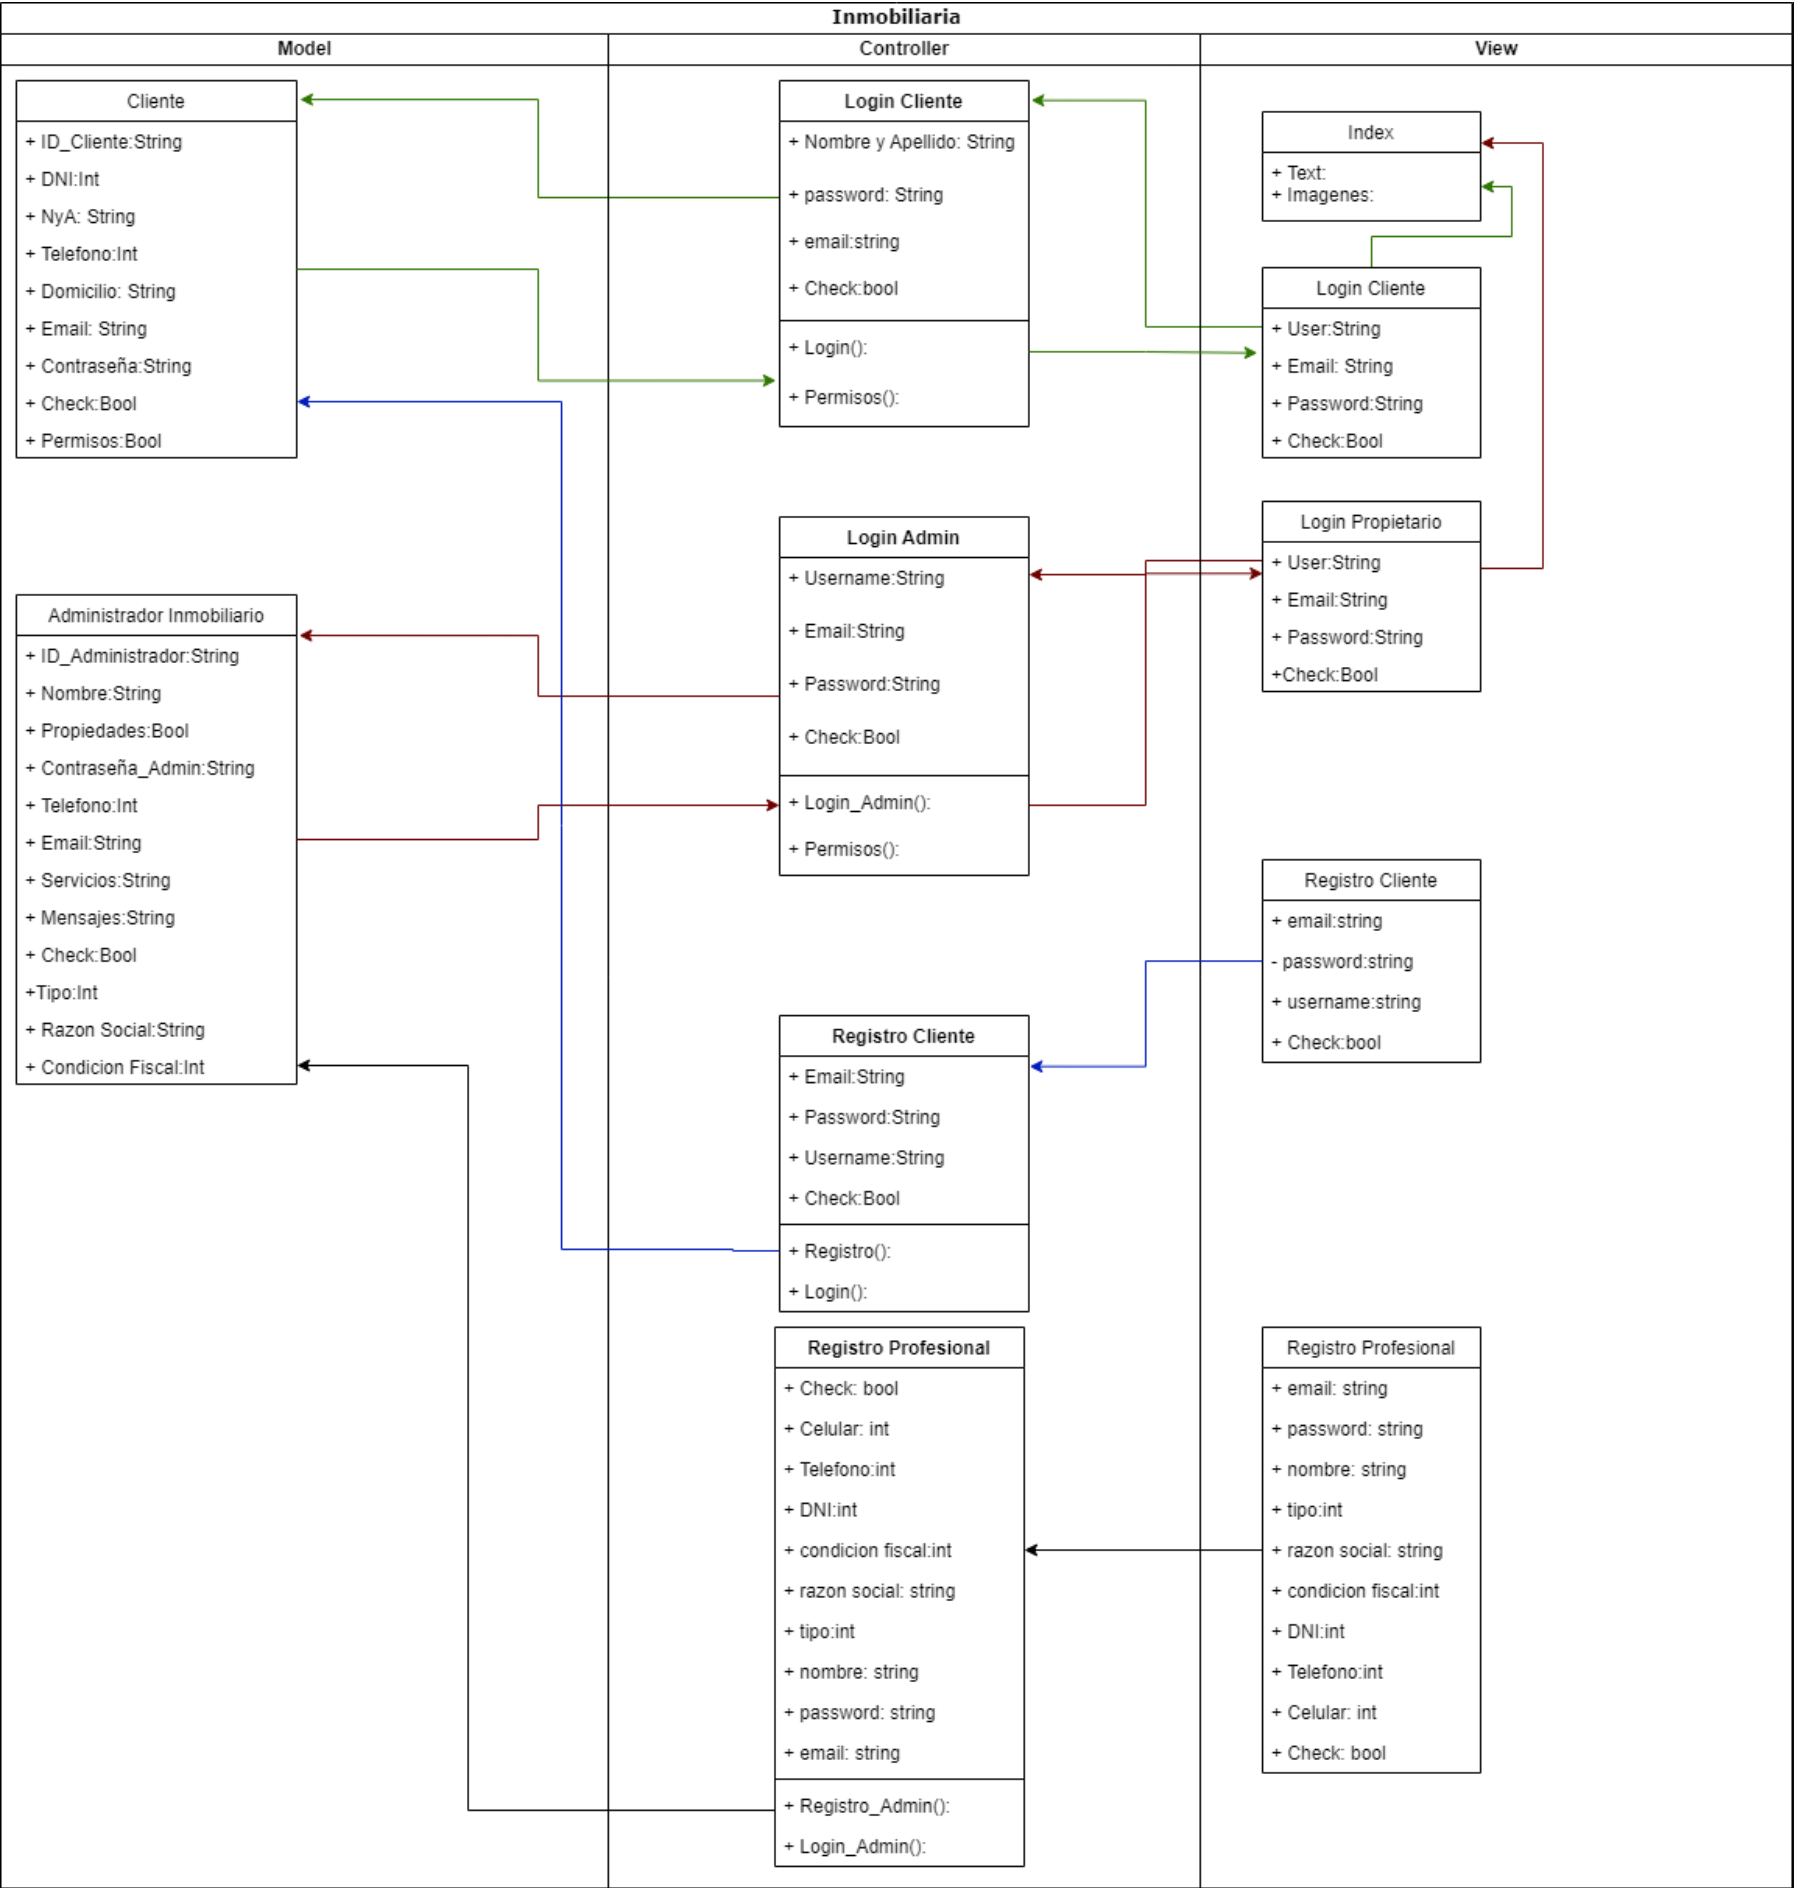 Inmobiliaria
Model
Controller
View
Cliente
+ ID_Cliente:String
+ DNI:Int
+ NyA: String
+ Telefono:Int
+ Domicilio: String
+ Email: String
+ Contraseña:String
+ Check:Bool
+ Permisos:Bool
Administrador Inmobiliario
+ ID_Administrador:String
+ Nombre:String
+ Propiedades:Bool
+ Contraseña_Admin:String
+ Telefono:Int
+ Email:String
+ Servicios:String
+ Mensajes:String
+ Check:Bool
+Tipo:Int
+ Razon Social:String
+ Condicion Fiscal:Int
Login Cliente
+ Nombre y Apellido: String
+ password: String
+ email:string
+ Check:bool
+ Login():
+ Permisos():
Login Admin
+ Username:String
+ Email:String
+ Password:String
+ Check:Bool
+ Login_Admin():
+ Permisos():
Registro Cliente
+ Email:String
+ Password:String
+ Username:String
+ Check:Bool
+ Registro():
+ Login():
Registro Profesional
+ Check: bool
+ Celular: int
+ Telefono:int
+ DNI:int
+ condicion fiscal:int
+ razon social: string
+ tipo:int
+ nombre: string
+ password: string
+ email: string
+ Registro_Admin():
+ Login_Admin():
Index
+ Text:
+ Imagenes:
Login Cliente
+ User:String
+ Email: String
+ Password:String
+ Check:Bool
Login Propietario
+ User:String
+ Email:String
+ Password:String
+Check:Bool
Registro Cliente
+ email:string
- password:string
+ username:string
+ Check:bool
Registro Profesional
+ email: string
+ password: string
+ nombre: string
+ tipo:int
+ razon social: string
+ condicion fiscal:int
+ DNI:int
+ Telefono:int
+ Celular: int
+ Check: bool